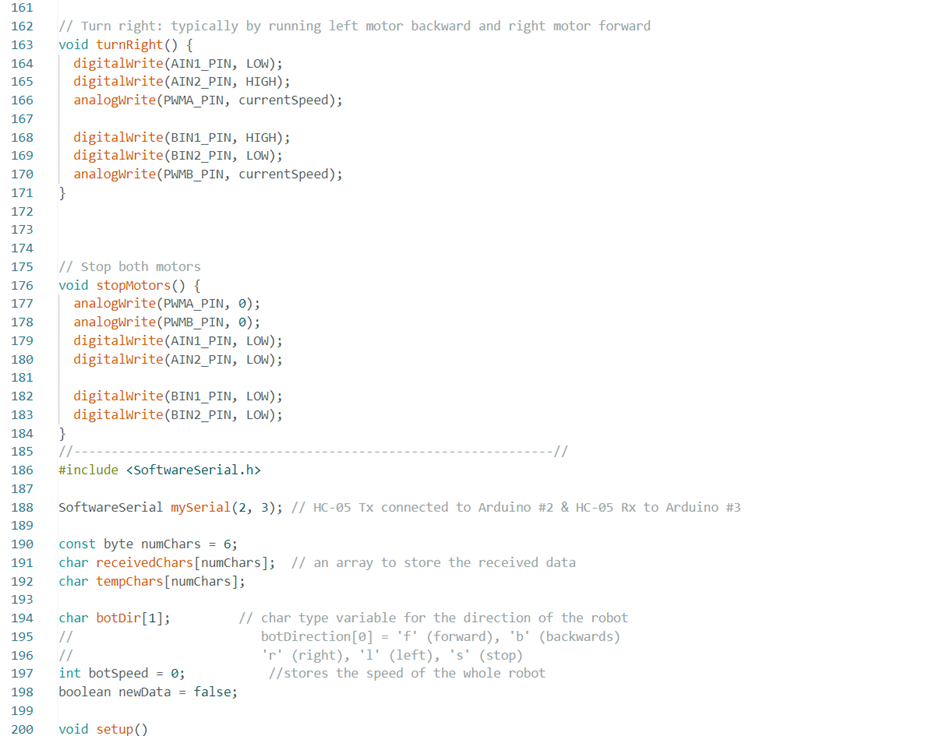 161
162 // Turn right: typically by running left motor backward and right motor forward
163 void turnRight() {
164 digitalWrite(AIN1_PIN, LOW);
165 digitalWrite(AIN2_PIN, HIGH);
166 analogWrite(PWMA_PIN, currentSpeed);
167
168 digitalWrite(BIN1_PIN, HIGH);
169 digitalWrite(BIN2_PIN, LOW);
170 analogWrite(PWMB_PIN, currentSpeed);
171 }
172
173
174
175 // Stop both motors
176 void stopMotors() {
177 analogWrite(PWMA_PIN, 0);
178 analogWrite(PWMB_PIN, 0);
179 digitalWrite(AIN1_PIN, LOW);
180 digitalWrite(AIN2_PIN, LOW);
181
182 digitalWrite(BIN1_PIN, LOW);
183 digitalWrite(BIN2_PIN, LOW);
184 }
185 //----------------------------------------------------------------//
186 #include <SoftwareSerial.h>
187
188 SoftwareSerial mySerial(2, 3); // HC-05 Tx connected to Arduino #2 & HC-05 Rx to Arduino #3
189
190 const byte numChars = 6;
191 char receivedChars[numChars]; // an array to store the received data
192 char tempChars[numChars];
193
194 char botDir[1]; // char type variable for the direction of the robot
195 // botDirection[0] = 'f' (forward), 'b' (backwards)
196 // 'r' (right), 'l' (left), 's' (stop)
197 int botSpeed = 0; //stores the speed of the whole robot
198 boolean newData = false;
199
200 void setup()